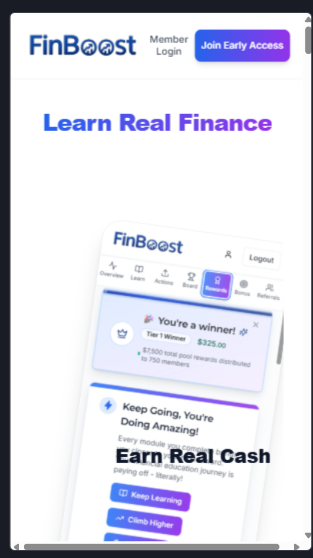 FinBoost
Member
Login
Join Early Access
Learn Real Finance
FinBoost
Logout
Overview
Learn
Actions
Board
Rewards
Bonus
Referrals
You're a winner!
Tier 1 Winner
$325.00
$7,500 total pool rewards distributed
to 750 members
Keep Going, You're
Doing Amazing!
Every module you
Earn Real Cash
financial education journey is
paying off - literally!
Keep Learning
Climb Higher